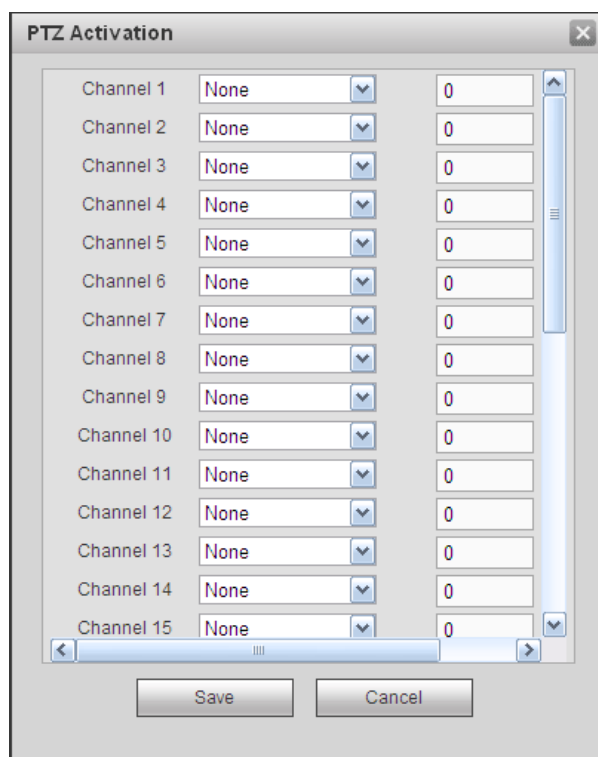 PTZ Activation
Channel 1 None 0
Channel 2 None 0
Channel 3 None 0
Channel 4 None 0
Channel 5 None 0
Channel 6 None 0
Channel 7 None 0
Channel 8 None 0
Channel 9 None 0
Channel 10 None 0
Channel 11 None 0
Channel 12 None 0
Channel 13 None 0
Channel 14 None 0
Channel 15 None 0
Save Cancel